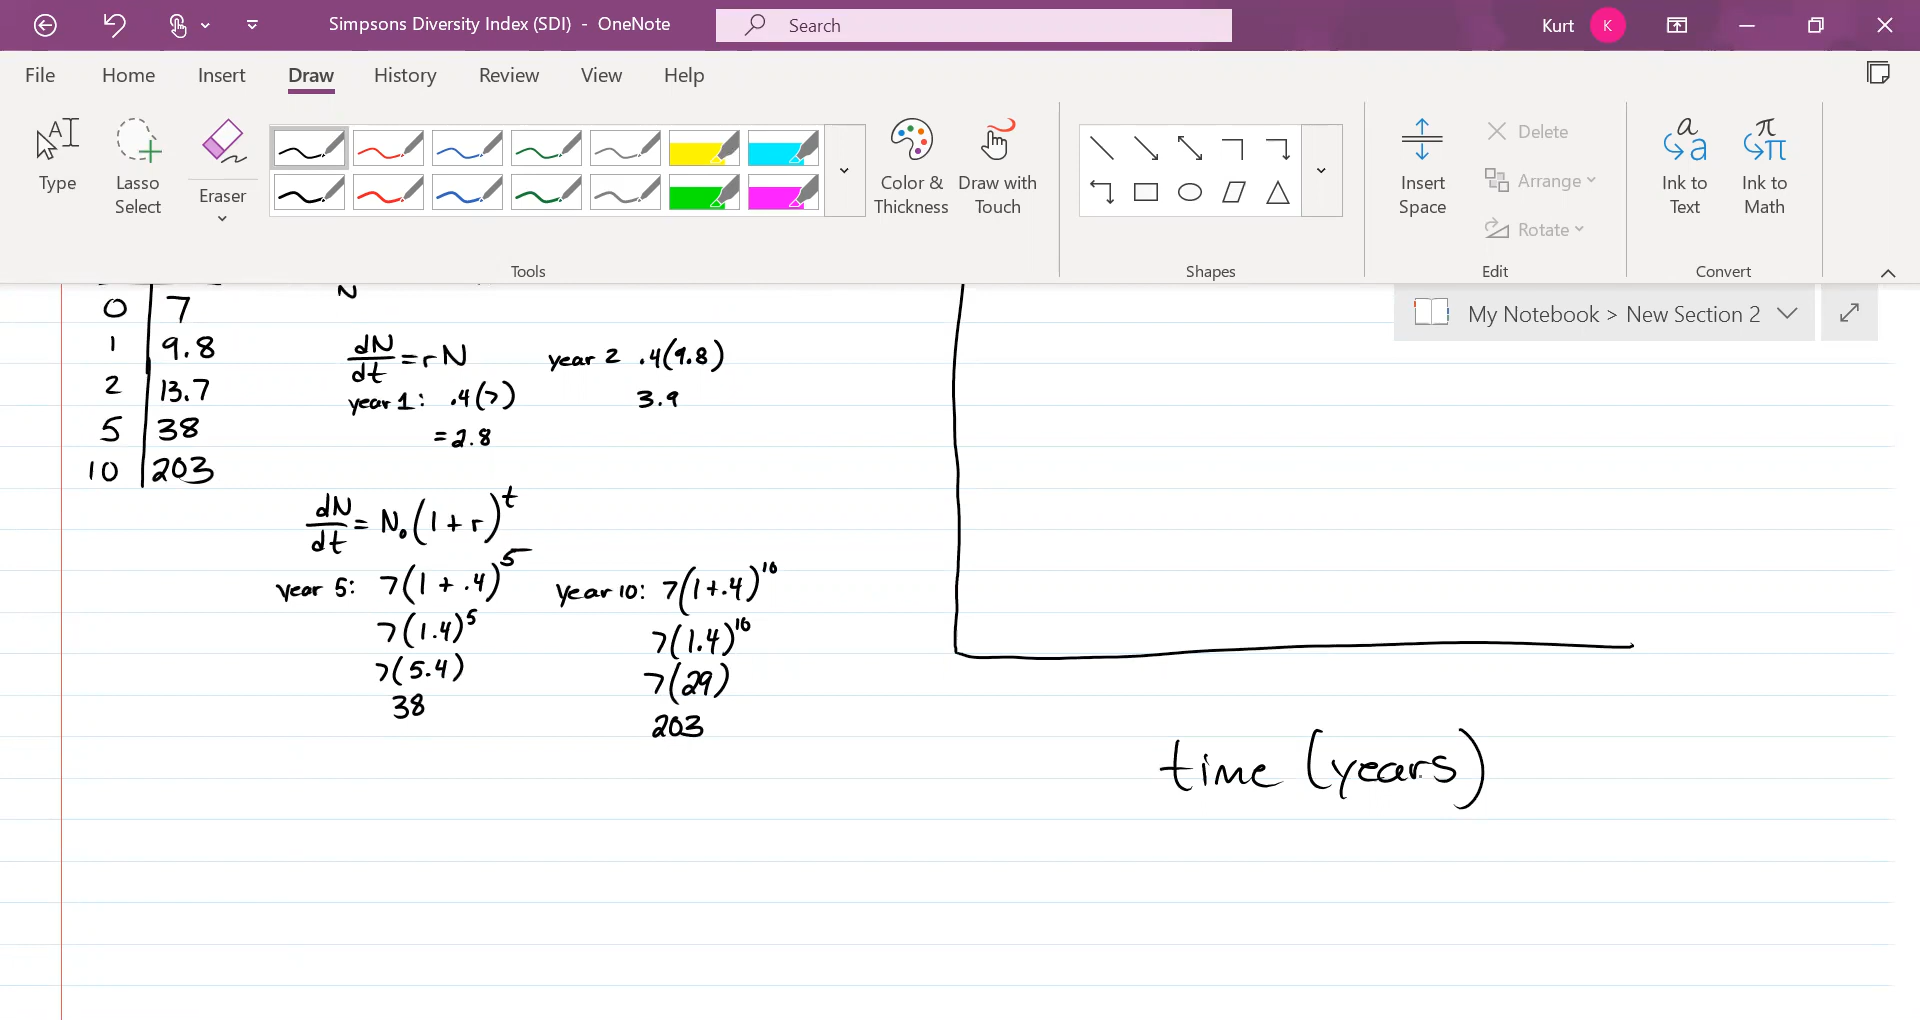 Simpsons Diversity Index (SDI) - OneNote
Search
Kurt
K
File Home Insert Draw History Review View Help
Type
Lasso Select
Eraser
Color & Thickness
Draw with Touch
Insert Space
Delete
Arrange
Rotate
Ink to Text
Ink to Math
Tools
Shapes
Edit
Convert
My Notebook > New Section 2
0 | 7
1 | 9.8
2 | 13.7
5 | 38
10 | 203
N
dN/dt = rN
year 1: .4(7)
= 2.8
year 2 .4(9.8)
3.9
dN/dt = N₀(1 + r)^t
year 5: 7(1 + .4)^5
7(1.4)^5
7(5.4)
38
year 10: 7(1+.4)^10
7(1.4)^10
7(29)
203
time (years)